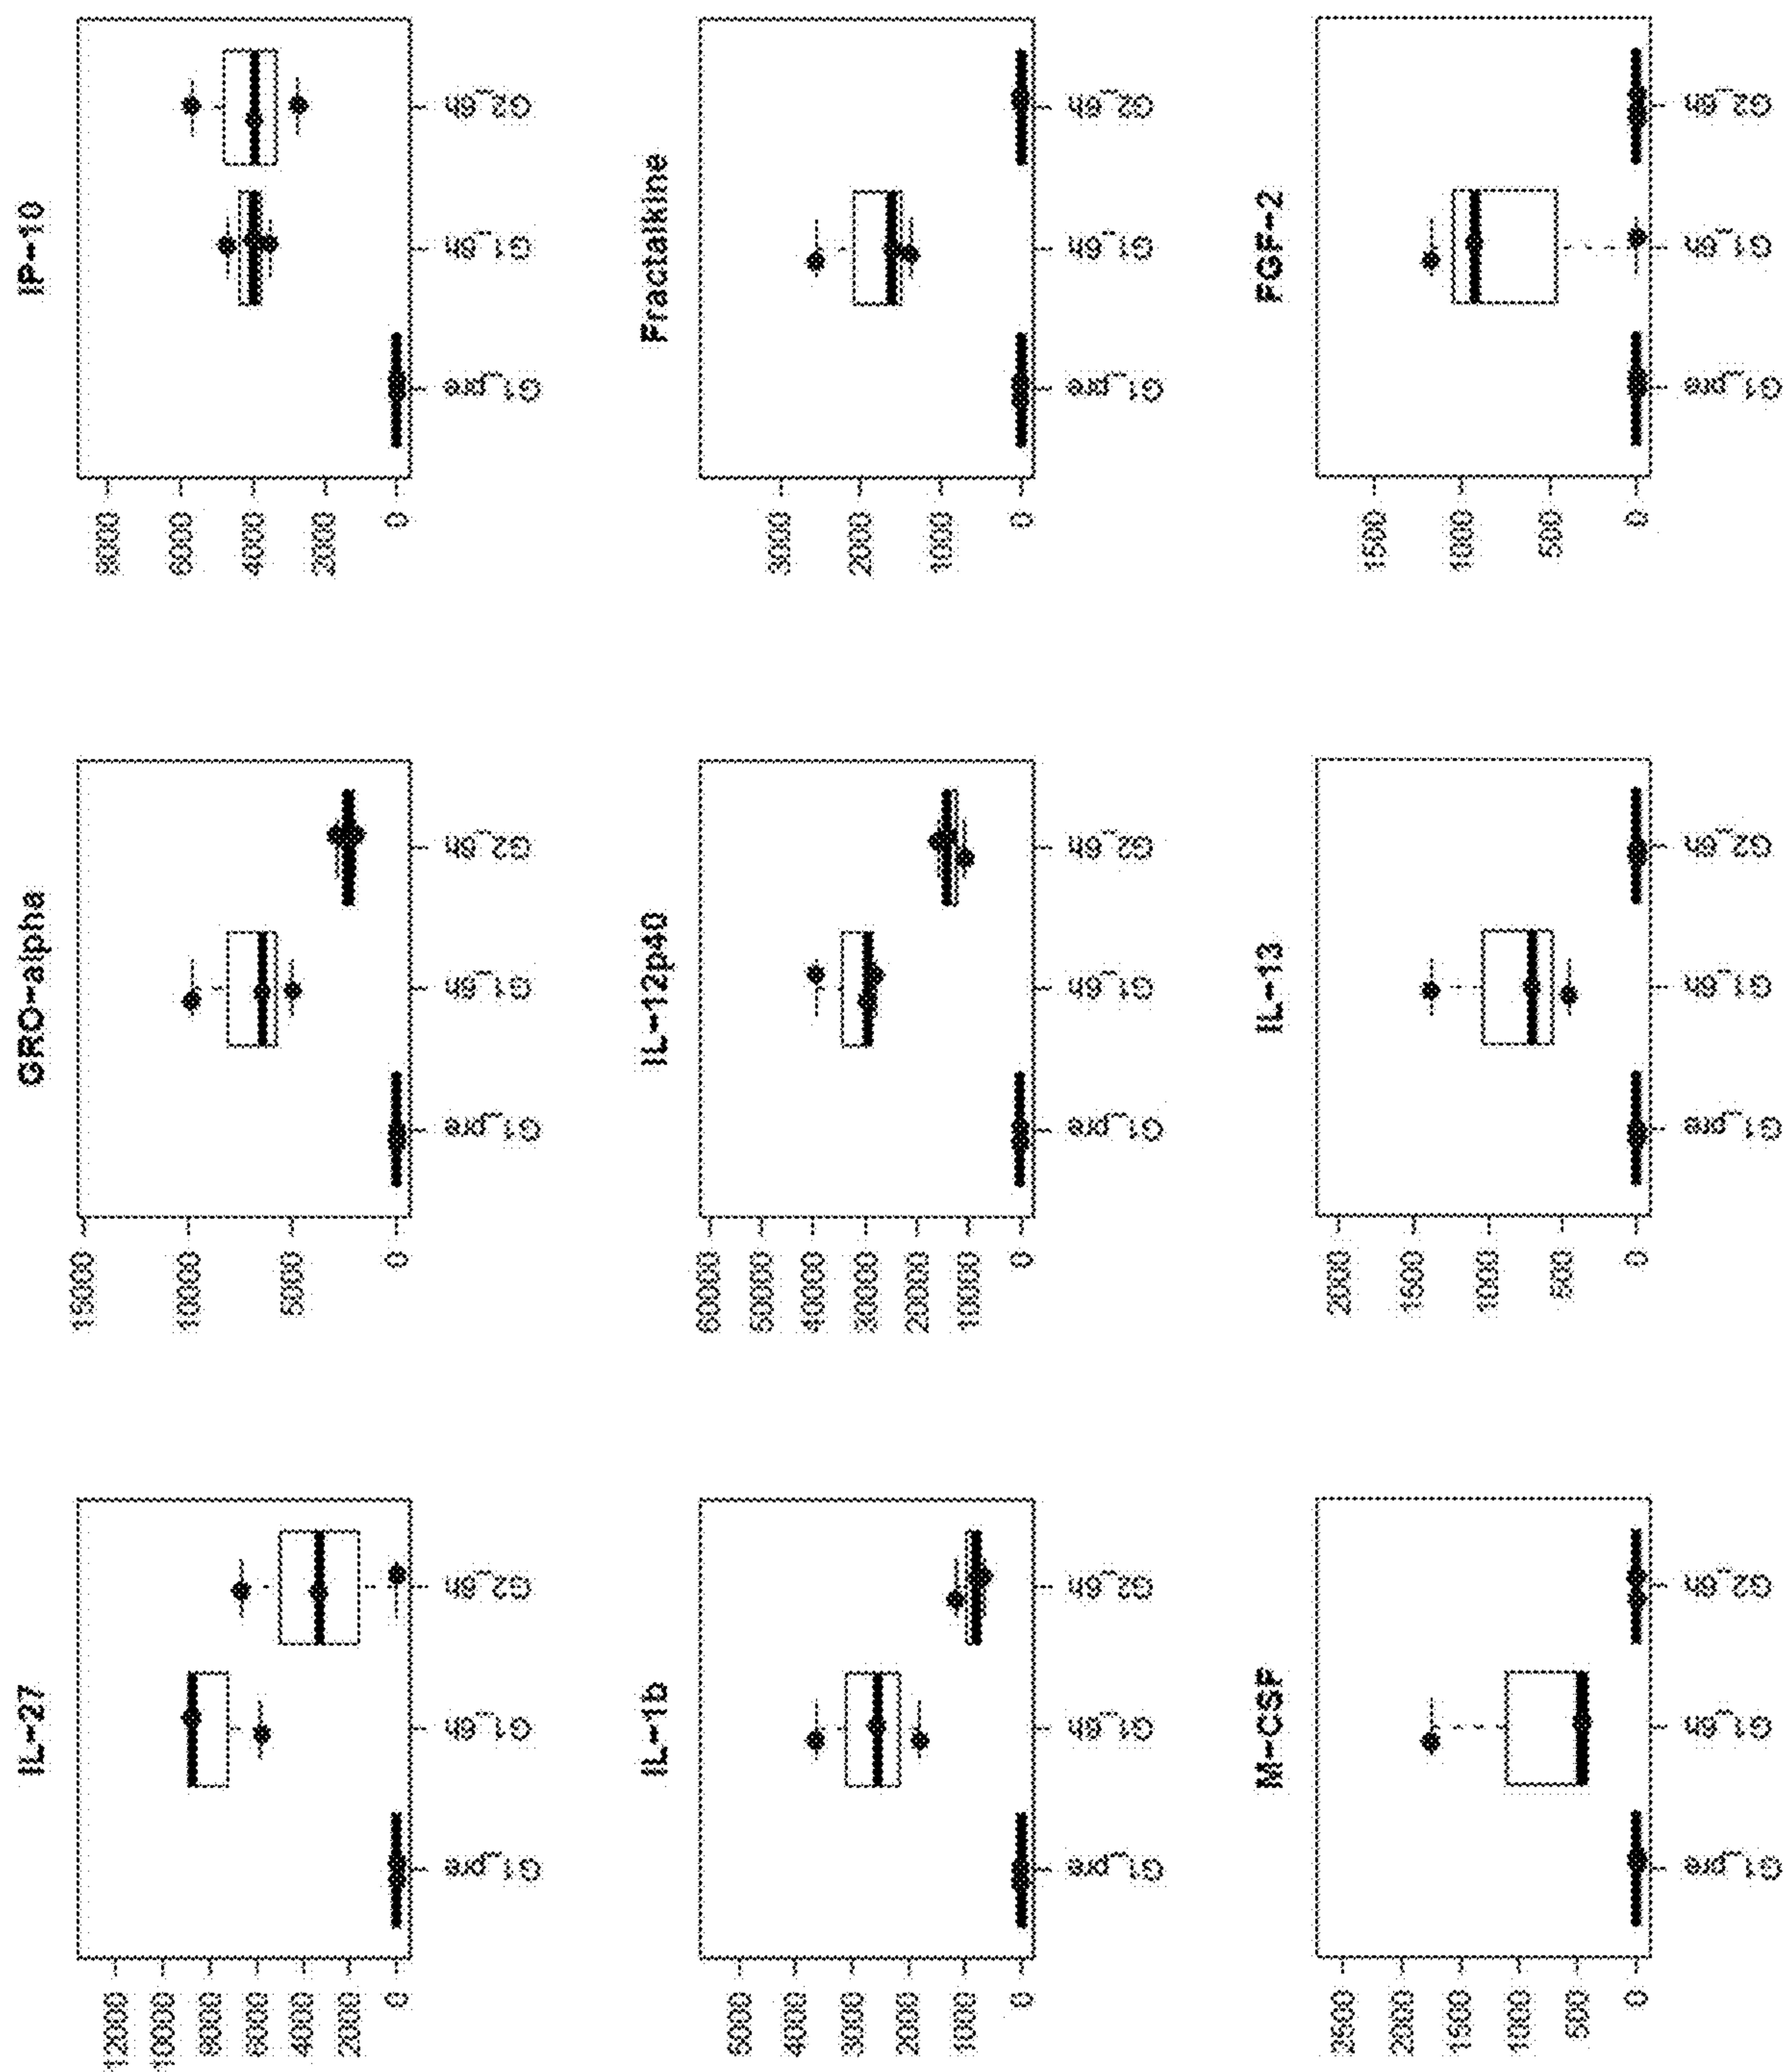 IL-27
12000
10000
8000
6000
4000
2000
0
G1_pre
G1_6h
G2_6h
GRO-alpha
15000
10000
5000
0
G1_pre
G1_6h
G2_6h
IP-10
8000
6000
4000
2000
0
G1_pre
G1_6h
G2_6h
IL-1b
5000
4000
3000
2000
1000
0
G1_pre
G1_6h
G2_6h
IL-12p40
60000
50000
40000
30000
20000
10000
0
G1_pre
G1_6h
G2_6h
Fractalkine
3000
2000
1000
0
G1_pre
G1_6h
G2_6h
M-CSF
2500
2000
1500
1000
500
0
G1_pre
G1_6h
G2_6h
IL-13
2000
1500
1000
500
0
G1_pre
G1_6h
G2_6h
FGF-2
1500
1000
500
0
G1_pre
G1_6h
G2_6h